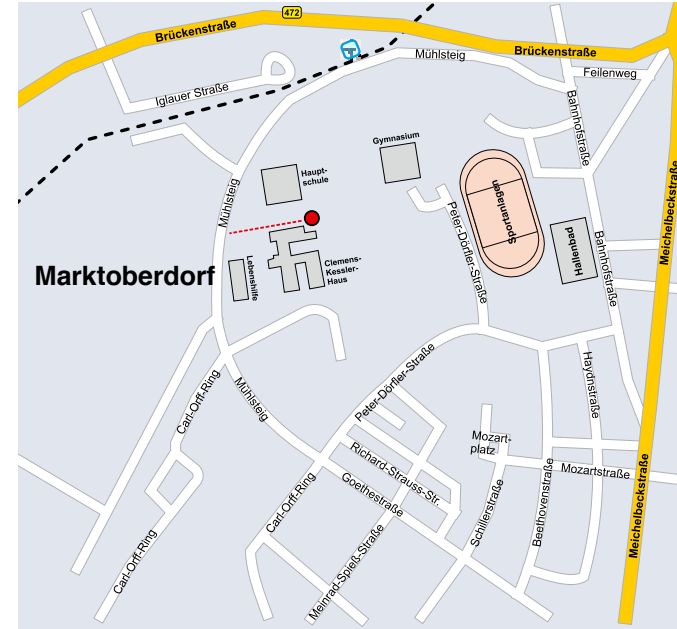 472
Brückenstraße
Mühlsteig
Brückenstraße
Feilenweg
Iglauer Straße
Bahnhofstraße
Gymnasium
Haupt-
schule
Mühlsteig
Sportanlagen
Peter-Dörfler-Straße
Meichelbeckstraße
Hallenbad
Bahnhofstraße
Marktoberdorf
Lebenshilfe
Clemens-
Kessler-
Haus
Peter-Dörfler-Straße
Haydnstraße
Carl-Orff-Ring
Mühlsteig
Mozart-
platz
Richard-Strauss-Str.
Mozartstraße
Goethestraße
Carl-Orff-Ring
Schillerstraße
Beethovenstraße
Meichelbeckstraße
Carl-Orff-Ring
Meinrad-Spieß-Straße